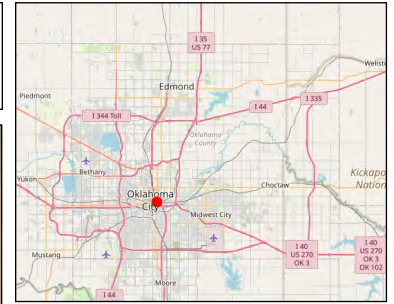 I 35
US 77
Wellst
Edmond
Piedmont
I 335
I 44
I 344 Toll
Oklahoma
County
Bethany
Kickapo
Nation
Yukon
Choctaw
Oklahoma
City
Midwest City
I 40
US 270
OK 3
I 40
US 270
OK 3
OK 102
Mustang
Moore
I 44